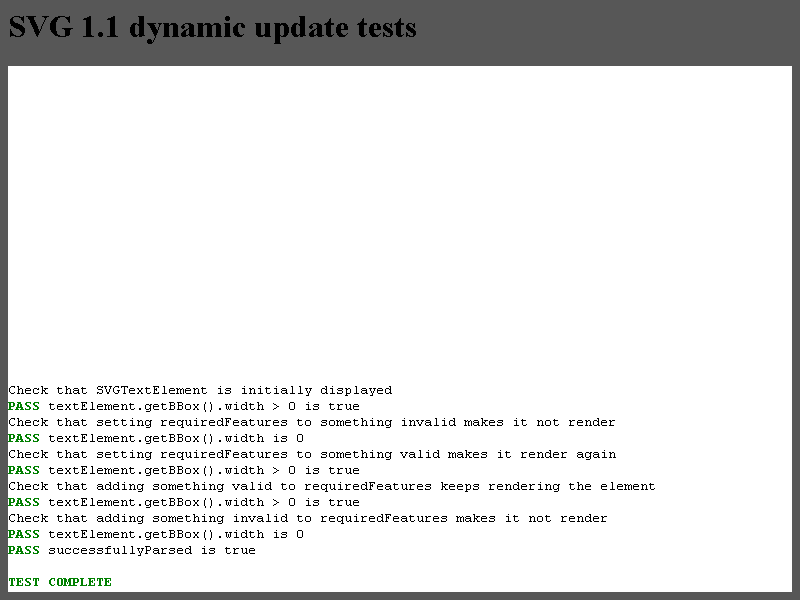 SVG 1.1 dynamic update tests
Check that SVGTextElement is initially displayed
PASS textElement.getBBox().width > 0 is true
Check that setting requiredFeatures to something invalid makes it not render
PASS textElement.getBBox().width is 0
Check that setting requiredFeatures to something valid makes it render again
PASS textElement.getBBox().width > 0 is true
Check that adding something valid to requiredFeatures keeps rendering the element
PASS textElement.getBBox().width > 0 is true
Check that adding something invalid to requiredFeatures makes it not render
PASS textElement.getBBox().width is 0
PASS successfullyParsed is true
TEST COMPLETE